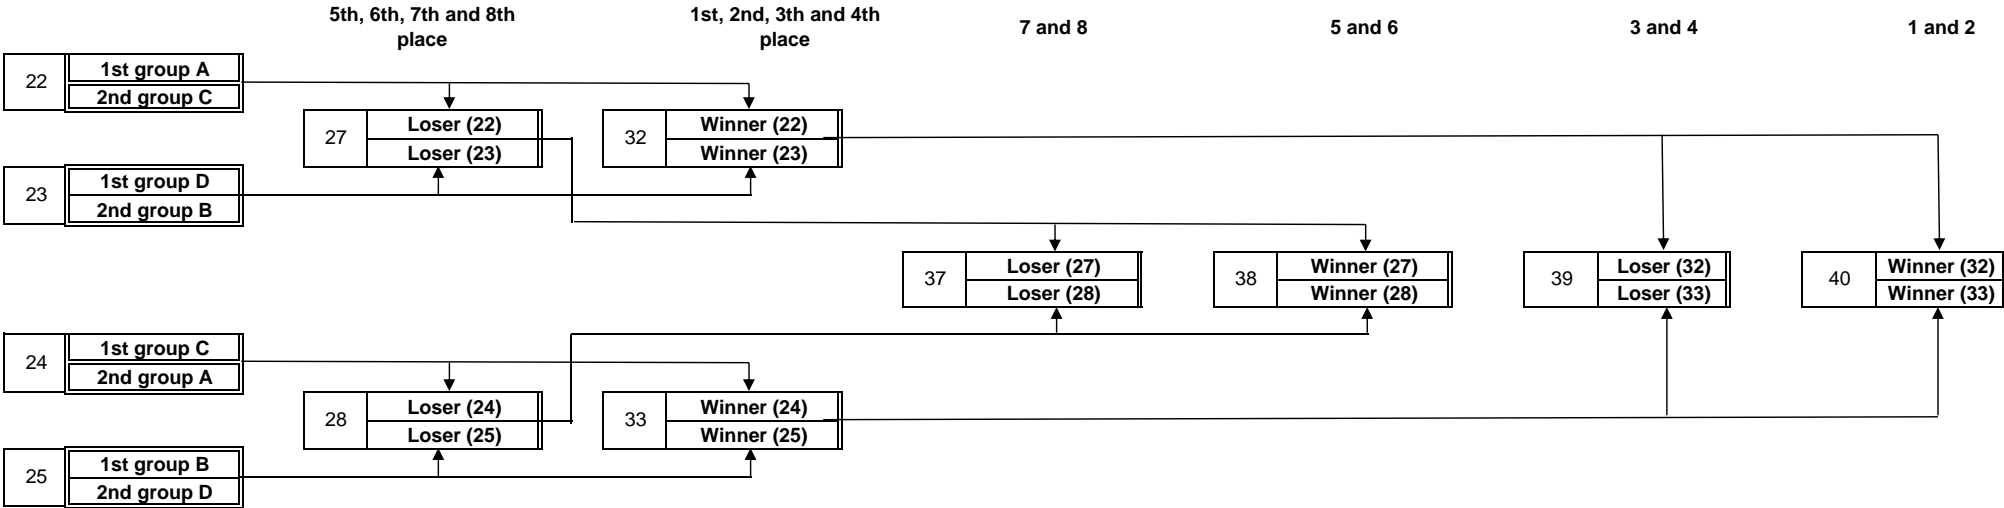 5th, 6th, 7th and 8th
place
1st, 2nd, 3th and 4th
place
7 and 8
5 and 6
3 and 4
1 and 2
22
1st group A
2nd group C
27
Loser (22)
Loser (23)
32
Winner (22)
Winner (23)
23
1st group D
2nd group B
37
Loser (27)
Loser (28)
38
Winner (27)
Winner (28)
39
Loser (32)
Loser (33)
40
Winner (32)
Winner (33)
24
1st group C
2nd group A
28
Loser (24)
Loser (25)
33
Winner (24)
Winner (25)
25
1st group B
2nd group D